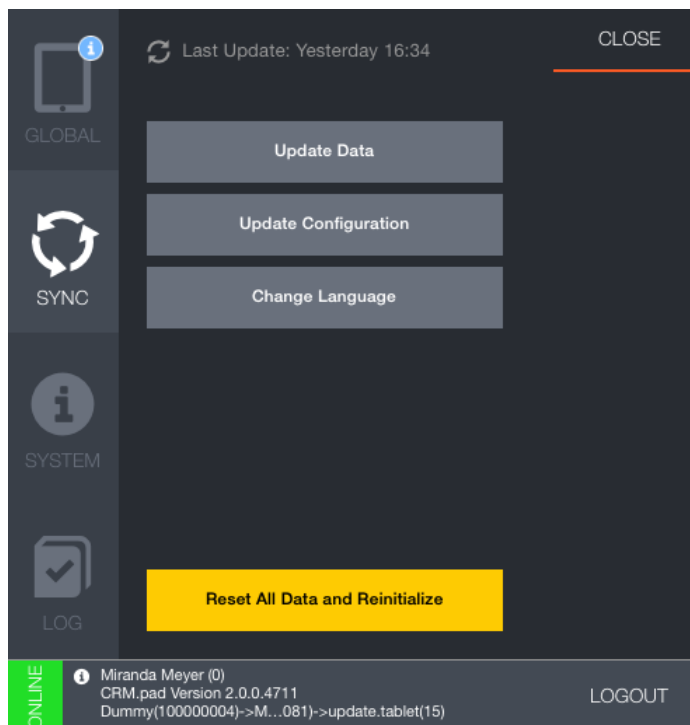 Last Update: Yesterday 16:34
CLOSE
GLOBAL
Update Data
Update Configuration
SYNC
Change Language
SYSTEM
Reset All Data and Reinitialize
LOG
ONLINE
Miranda Meyer (0)
CRM.pad Version 2.0.0.4711
Dummy(100000004)->M...081)->update.tablet(15)
LOGOUT